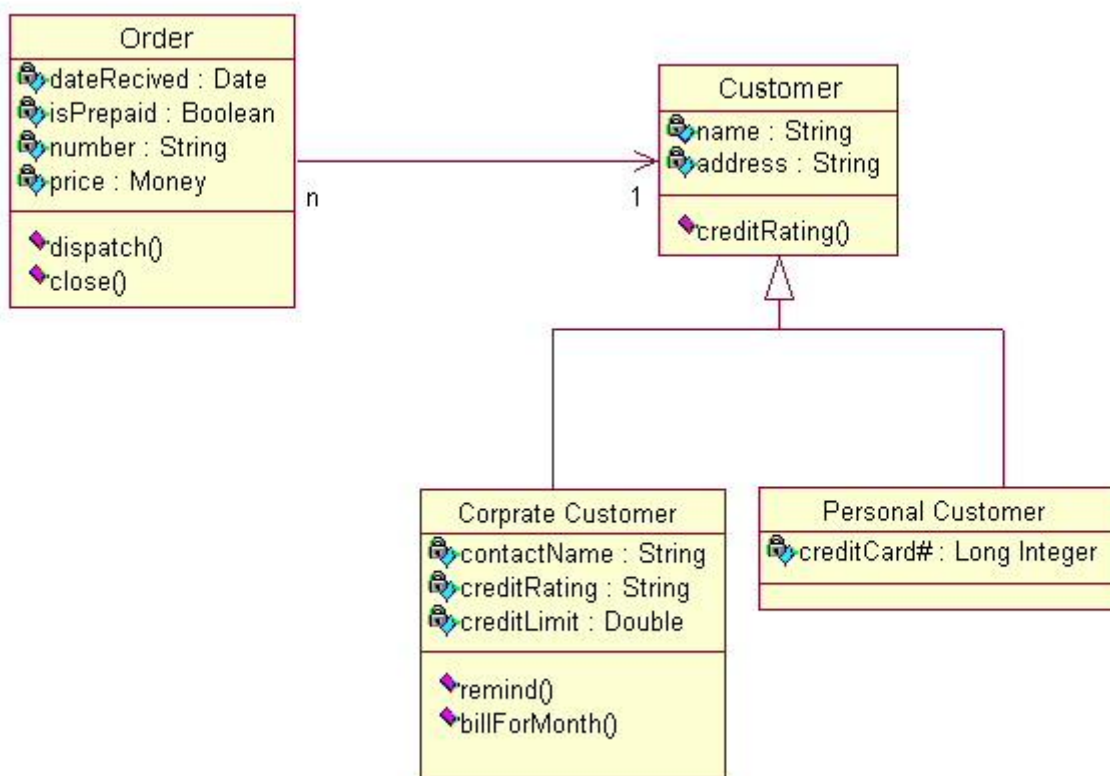 Order
dateRecived : Date
isPrepaid : Boolean
number : String
price : Money
dispatch()
close()
n
1
Customer
name : String
address : String
creditRating()
Corprate Customer
contactName : String
creditRating : String
creditLimit : Double
remind()
billForMonth()
Personal Customer
creditCard# : Long Integer